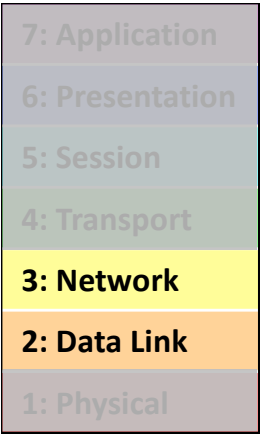 7: Application
6: Presentation
5: Session
4: Transport
3: Network
2: Data Link
1: Physical